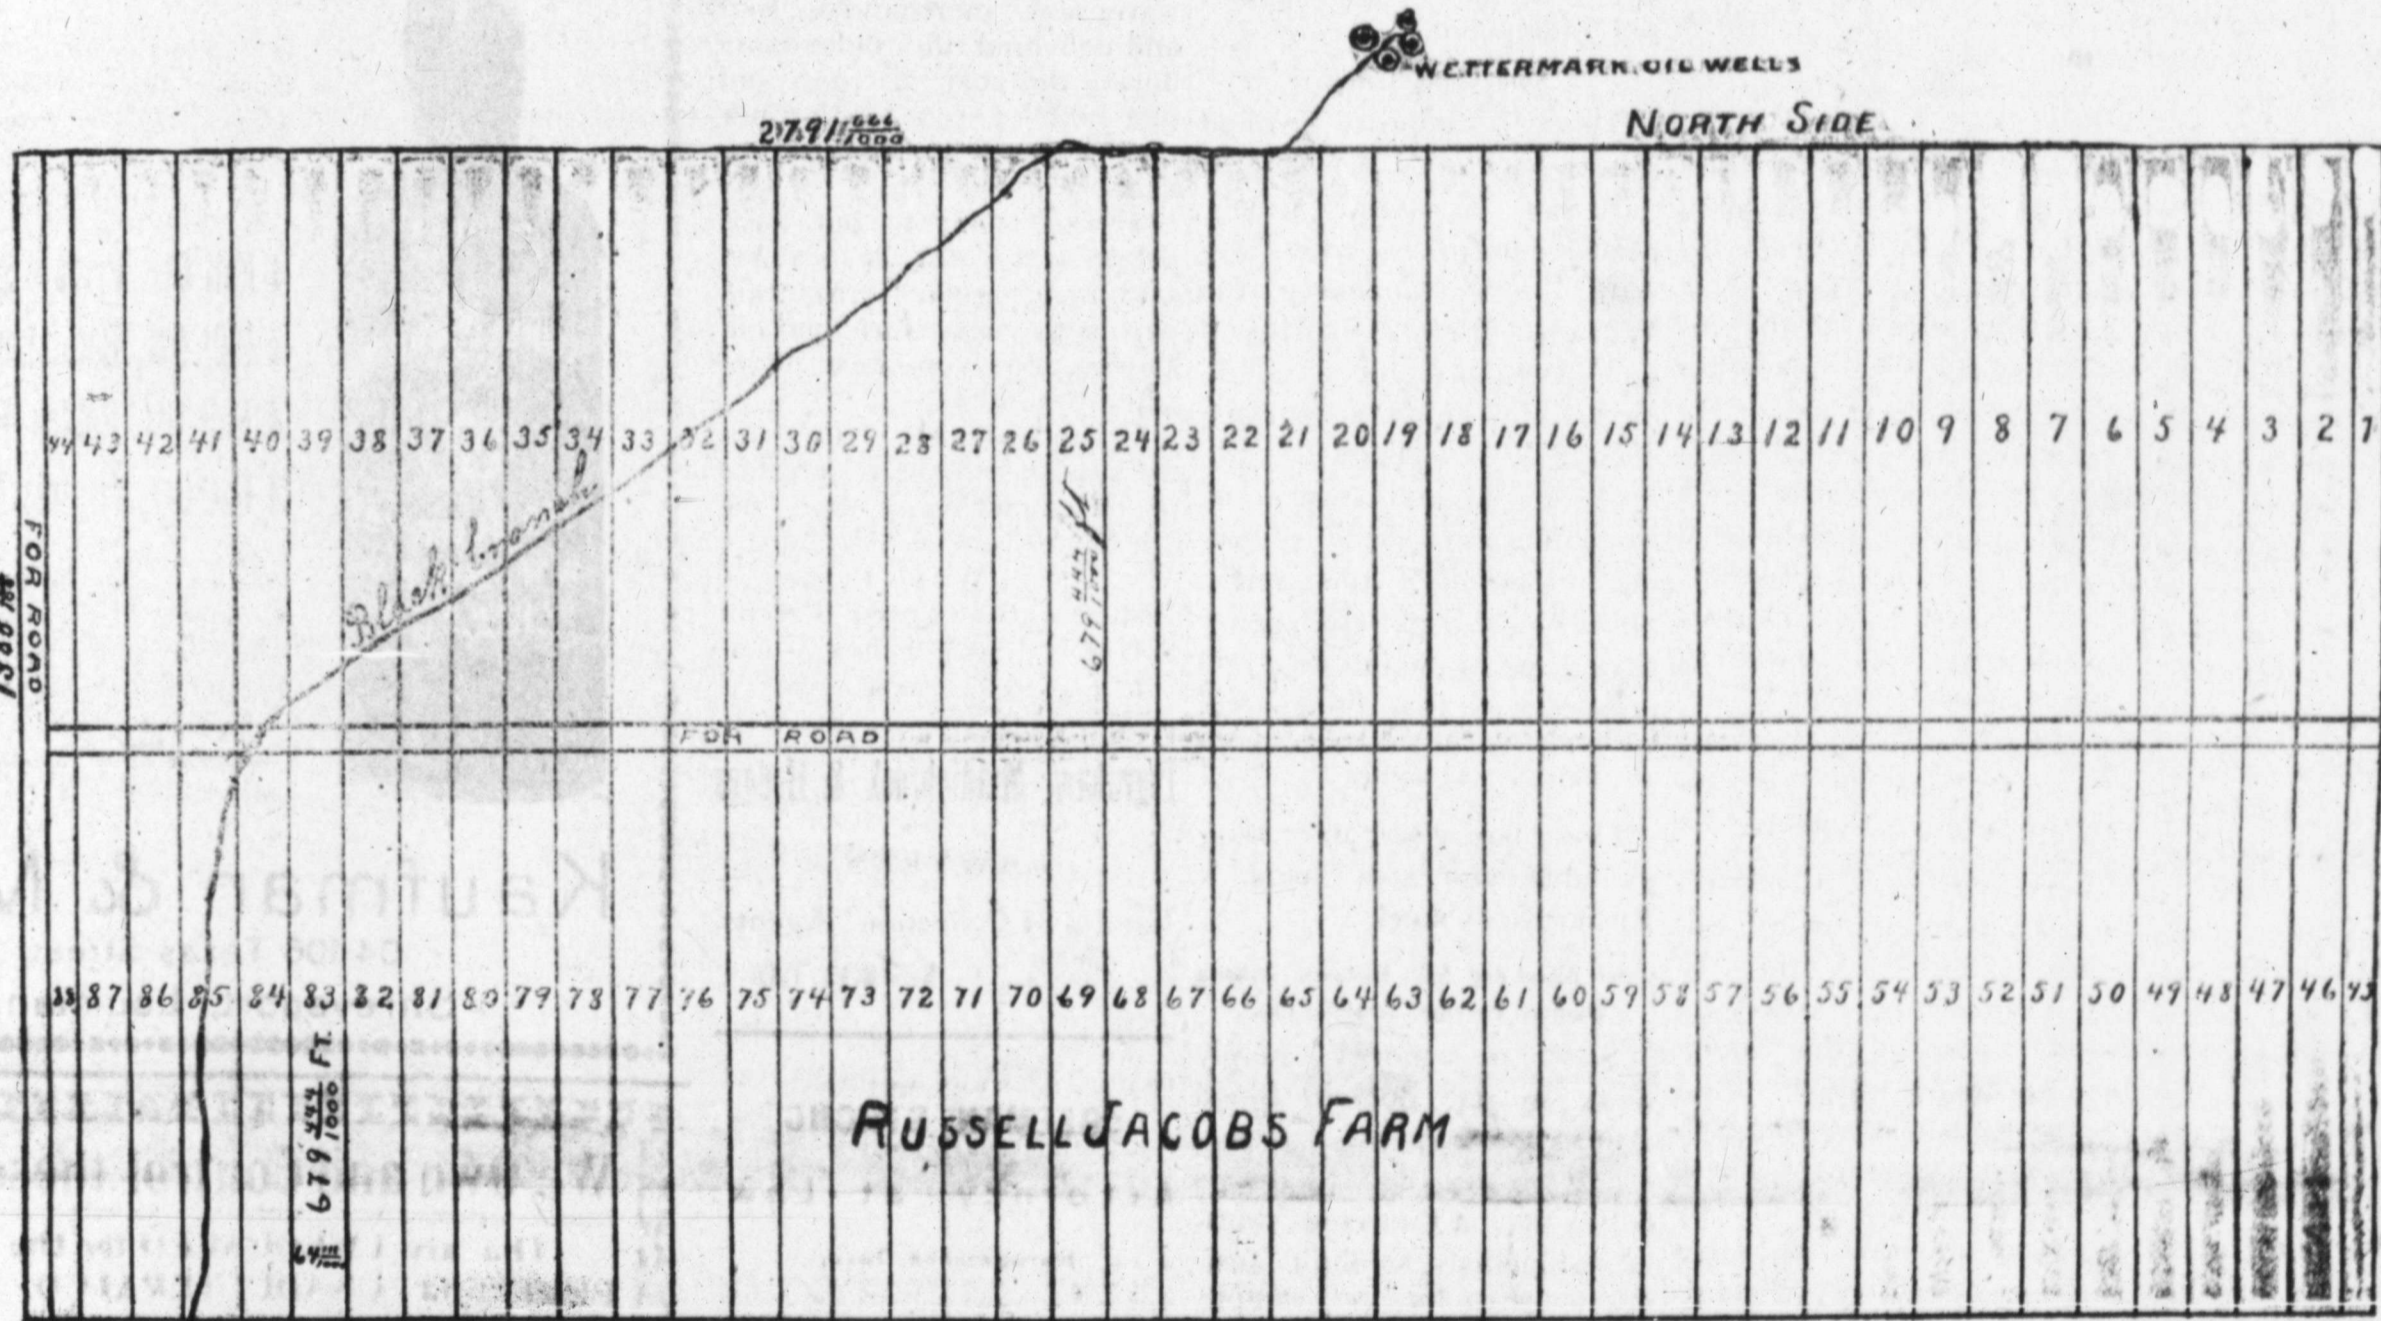 WETTERMARK OIL WELLS
2791 666/1000
NORTH SIDE
44 43 42 41 40 39 38 37 36 35 34 33 32 31 30 29 28 27 26 25 24 23 22 21 20 19 18 17 16 15 14 13 12 11 10 9 8 7 6 5 4 3 2 1
Black branch
679 444/1000 ft
FOR ROAD
FOR ROAD
88 87 86 85 84 83 82 81 80 79 78 77 76 75 74 73 72 71 70 69 68 67 66 65 64 63 62 61 60 59 58 57 56 55 54 53 52 51 50 49 48 47 46 45
679 444/1000 FT.
64 111/1000
RUSSELL JACOBS FARM
Kaufman &